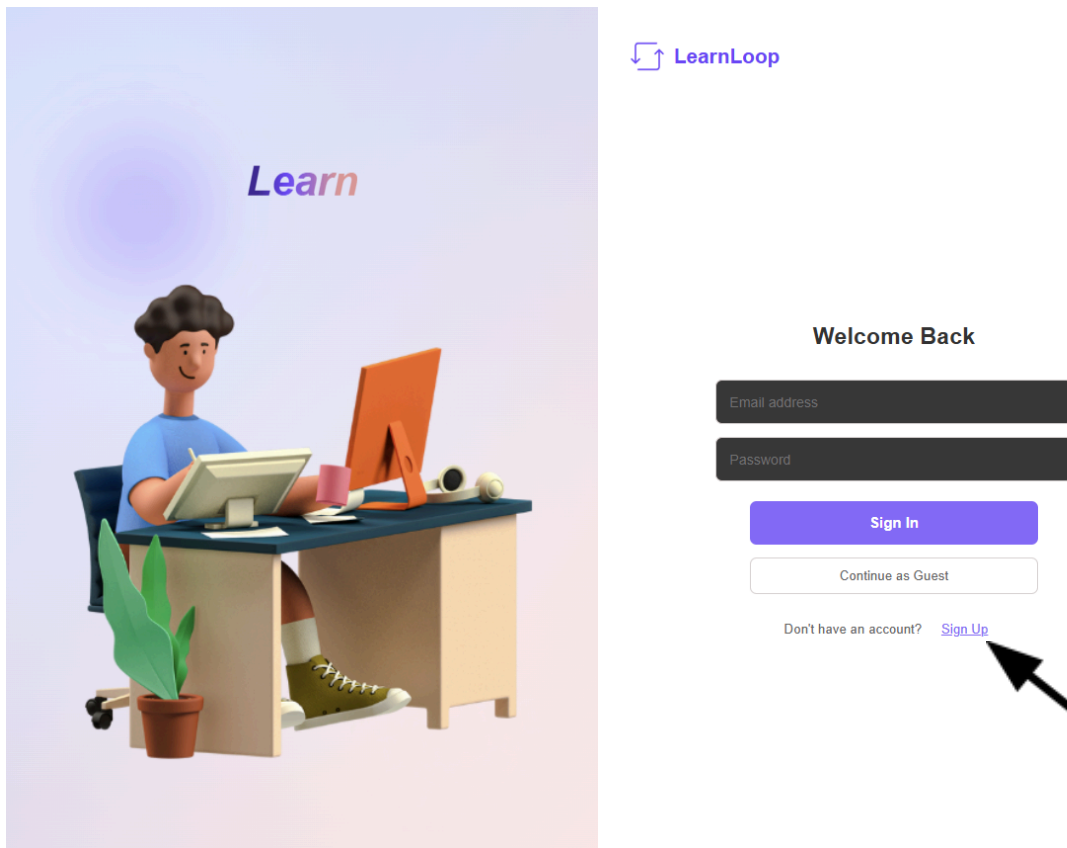 Learn
LearnLoop
Welcome Back
Email address
Password
Sign In
Continue as Guest
Don't have an account? Sign Up